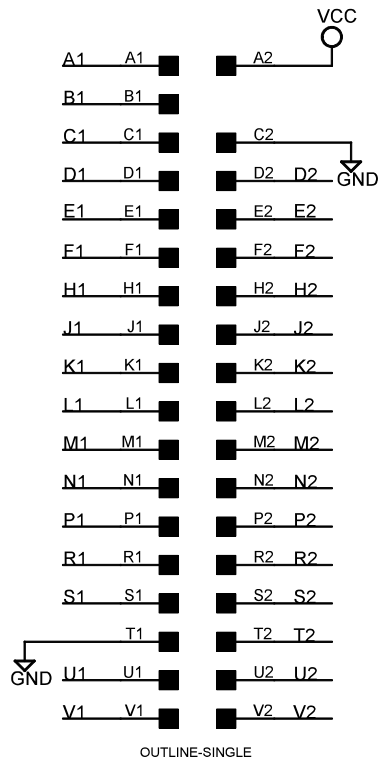 VCC
A1 A1 A2
B1 B1
C1 C1 C2
D1 D1 D2 D2
GND
E1 E1 E2 E2
F1 F1 F2 F2
H1 H1 H2 H2
J1 J1 J2 J2
K1 K1 K2 K2
L1 L1 L2 L2
M1 M1 M2 M2
N1 N1 N2 N2
P1 P1 P2 P2
R1 R1 R2 R2
S1 S1 S2 S2
T1 T2 T2
GND
U1 U1 U2 U2
V1 V1 V2 V2
OUTLINE-SINGLE